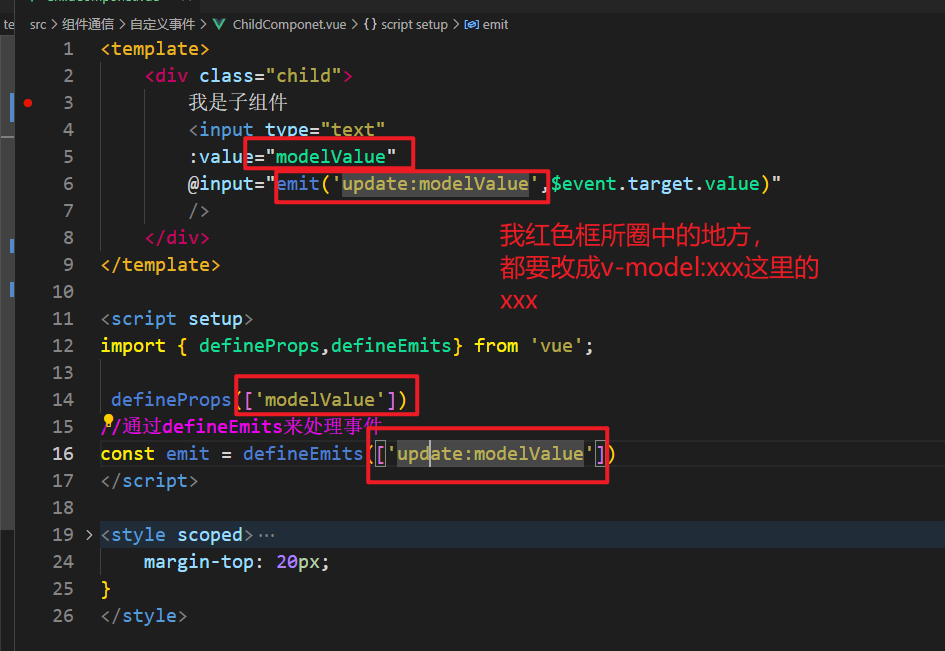 te src > 组件通信 > 自定义事件 > ChildComponet.vue > {} script setup > emit
1 <template>
2 <div class="child">
3 我是子组件
4 <input type="text"
5 :value="modelValue"
6 @input="emit('update:modelValue',$event.target.value)"
7 />
8 </div>
9 </template>
10
11 <script setup>
12 import { defineProps,defineEmits} from 'vue';
13
14 defineProps(['modelValue'])
15 //通过defineEmits来处理事件
16 const emit = defineEmits(['update:modelValue'])
17 </script>
18
19 <style scoped>…
24 margin-top: 20px;
25 }
26 </style>
我红色框所圈中的地方，
都要改成v-model:xxx这里的
xxx